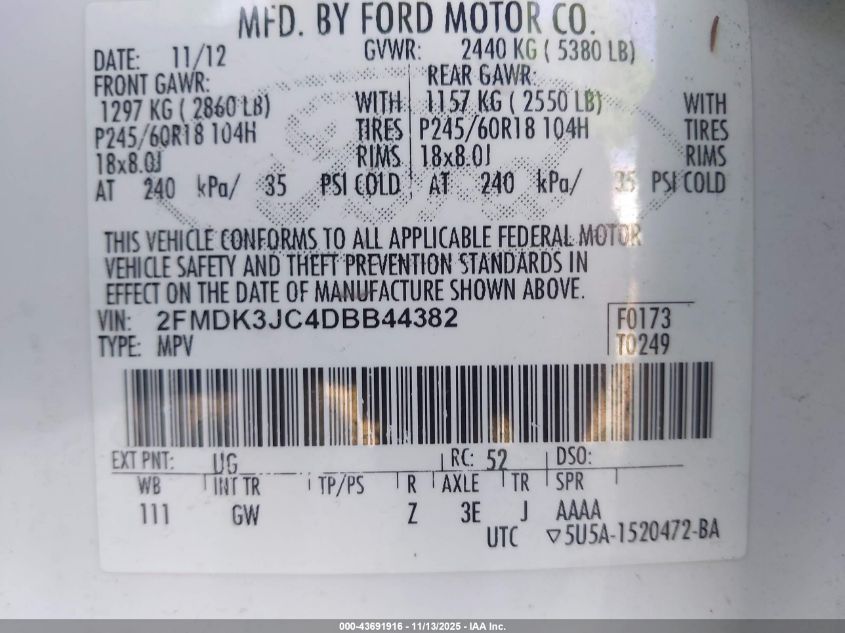 MFD. BY FORD MOTOR CO.
DATE: 11/12 GVWR: 2440 KG ( 5380 LB)
FRONT GAWR: REAR GAWR:
1297 KG ( 2860 LB) WITH 1157 KG ( 2550 LB) WITH
P245/60R18 104H TIRES P245/60R18 104H TIRES
18x8.0J RIMS 18x8.0J RIMS
AT 240 kPa/ 35 PSI COLD AT 240 kPa/ 35 PSI COLD
THIS VEHICLE CONFORMS TO ALL APPLICABLE FEDERAL MOTOR
VEHICLE SAFETY AND THEFT PREVENTION STANDARDS IN
EFFECT ON THE DATE OF MANUFACTURE SHOWN ABOVE.
VIN: 2FMDK3JC4DBB44382 F0173
TYPE: MPV T0249
EXT PNT: UG RC: 52 DSO:
WB INT TR TP/PS R AXLE TR SPR
111 GW Z 3E J AAAA
UTC ▽5U5A-1520472-BA
000-43691916 - 11/13/2025 - IAA Inc.